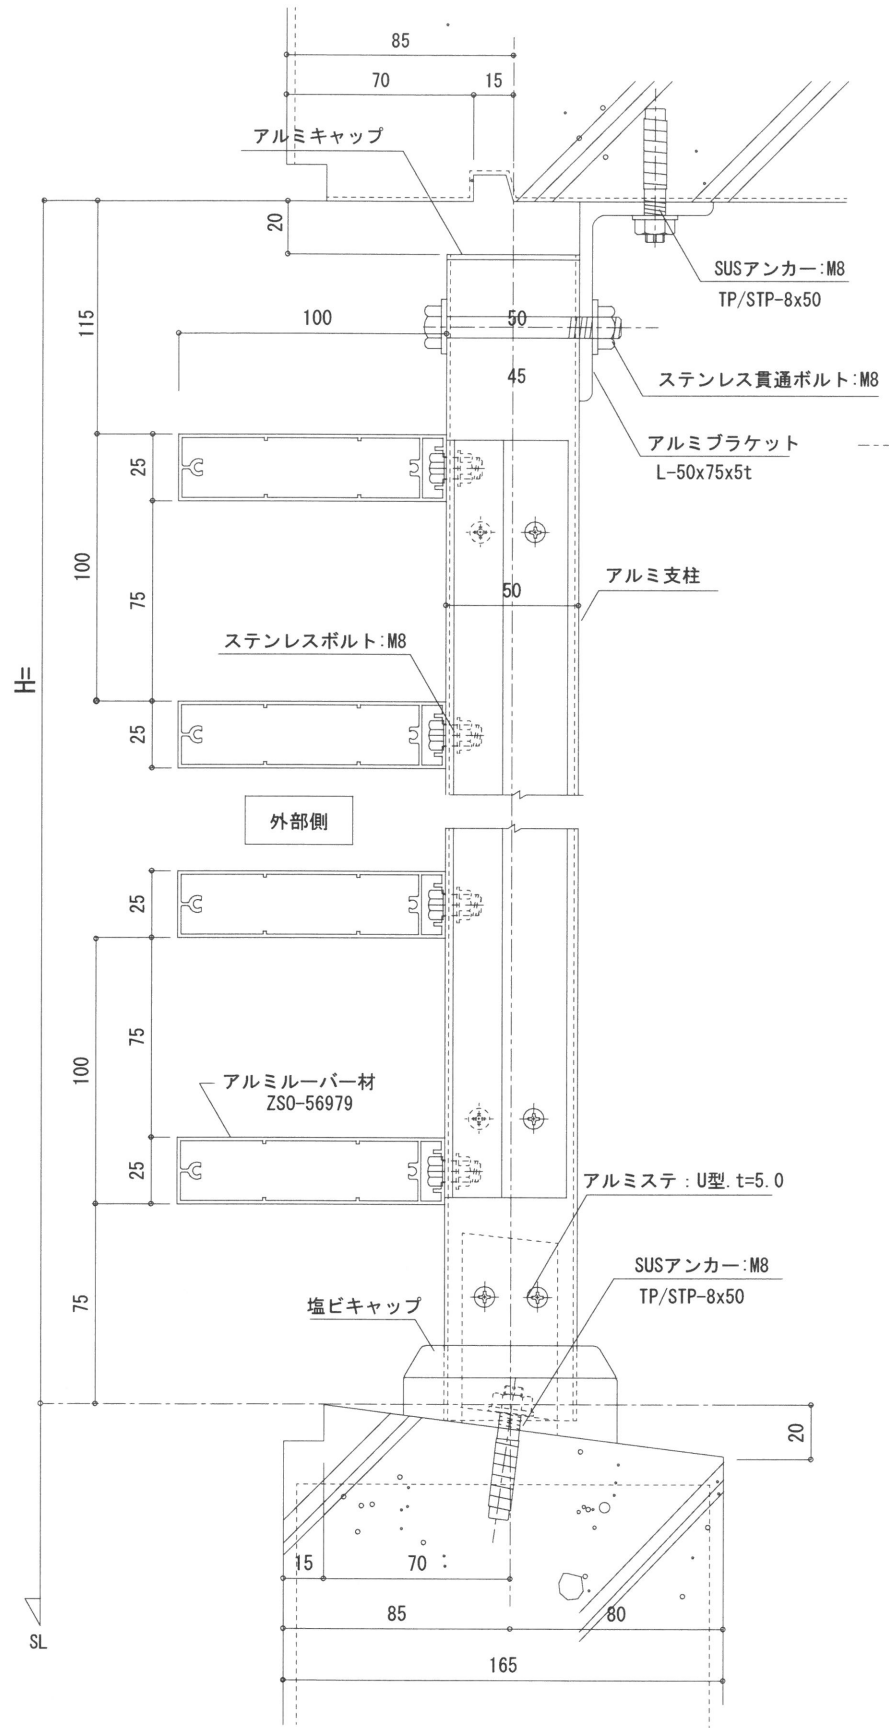 85
70
15
アルミキャップ
20
SUSアンカー:M8
TP/STP-8x50
115
100
50
45
ステンレス貫通ボルト:M8
アルミブラケット
L-50x75x5t
25
100
75
アルミ支柱
50
ステンレスボルト:M8
H=
25
外部側
25
75
100
アルミルーバー材
ZSO-56979
25
アルミステ:U型.t=5.0
SUSアンカー:M8
TP/STP-8x50
75
塩ビキャップ
20
15
70 :
85
80
SL
165